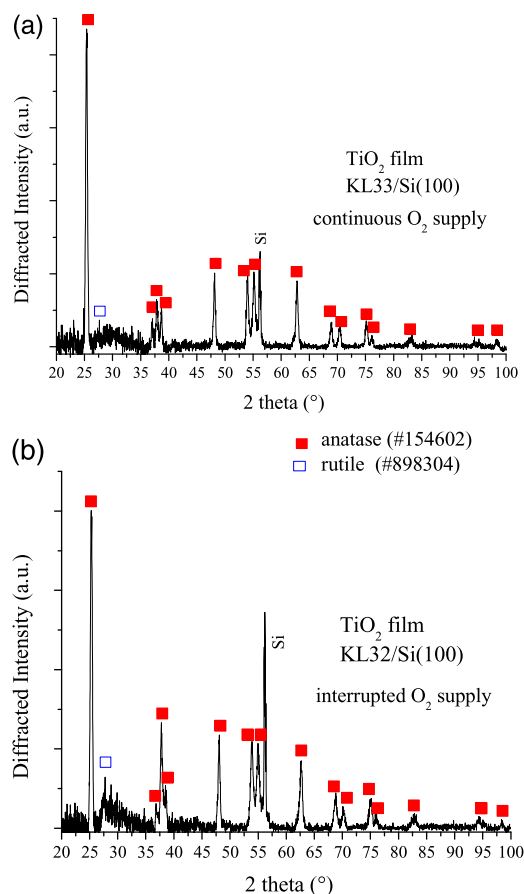 (a)
Diffracted Intensity (a.u.)
TiO₂ film
KL33/Si(100)
continuous O₂ supply
Si
20 25 30 35 40 45 50 55 60 65 70 75 80 85 90 95 100
2 theta (°)
anatase (#154602)
rutile (#898304)
(b)
Diffracted Intensity (a.u.)
Si
TiO₂ film
KL32/Si(100)
interrupted O₂ supply
20 25 30 35 40 45 50 55 60 65 70 75 80 85 90 95 100
2 theta (°)